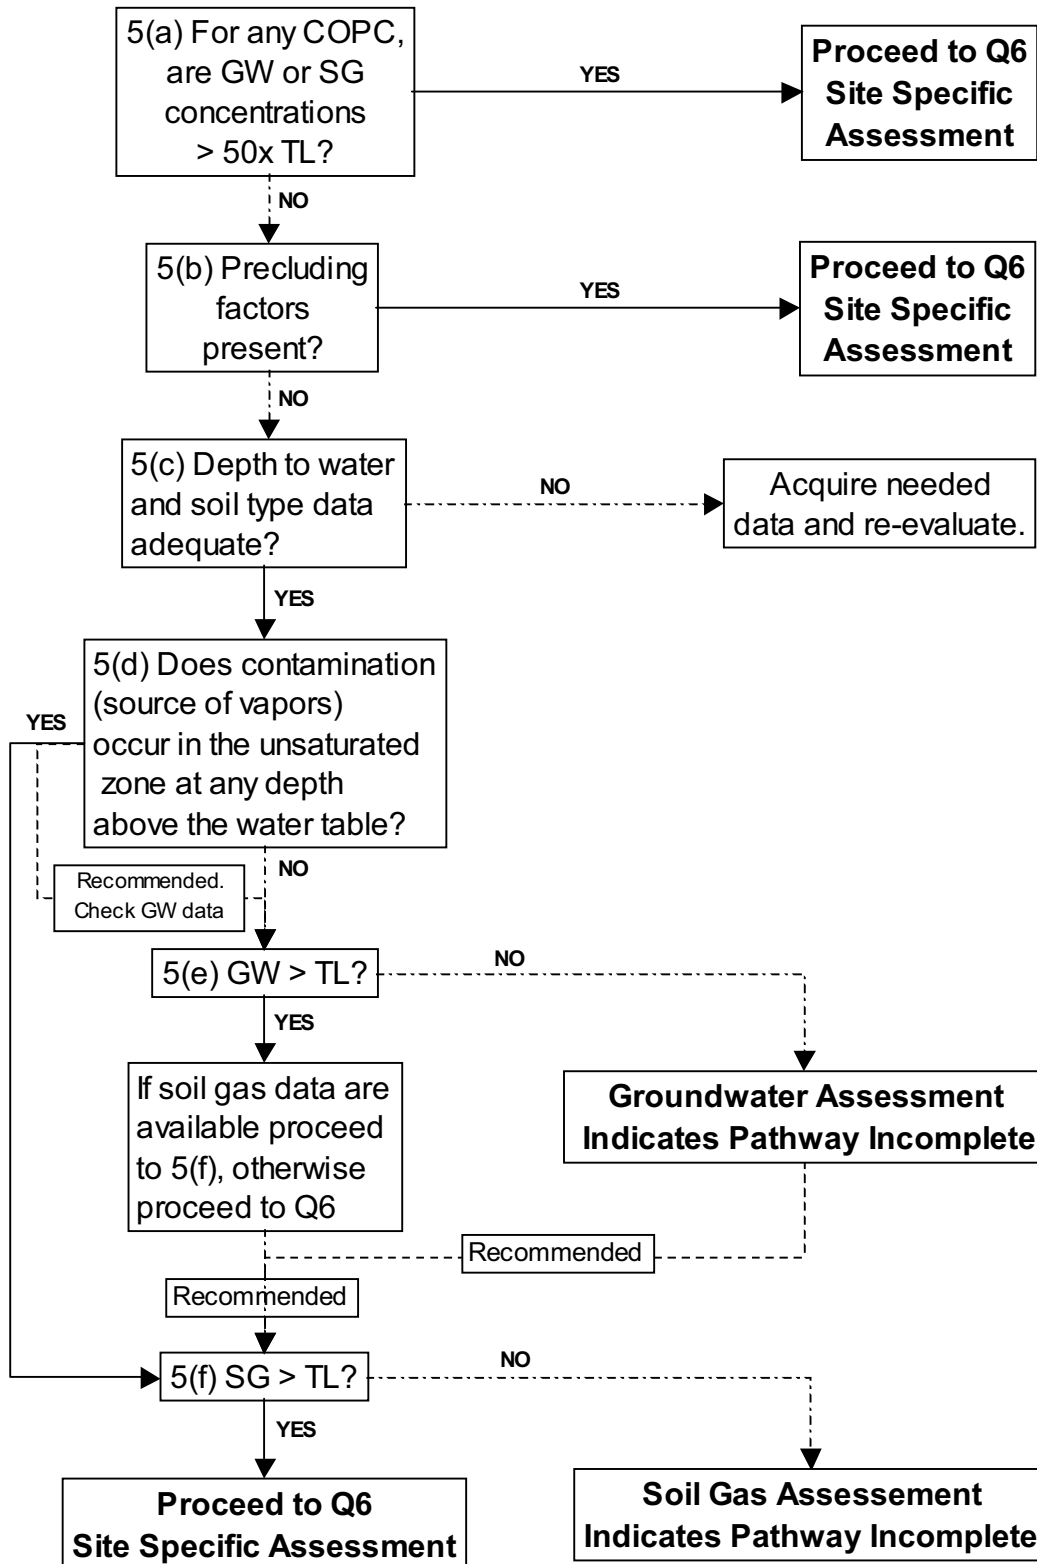 5(a) For any COPC,
are GW or SG
concentrations
> 50x TL?
YES
Proceed to Q6
Site Specific
Assessment
NO
5(b) Precluding
factors
present?
YES
Proceed to Q6
Site Specific
Assessment
NO
5(c) Depth to water
and soil type data
adequate?
NO
Acquire needed
data and re-evaluate.
YES
5(d) Does contamination
(source of vapors)
occur in the unsaturated
zone at any depth
above the water table?
YES
NO
Recommended.
Check GW data
5(e) GW > TL?
NO
YES
If soil gas data are
available proceed
to 5(f), otherwise
proceed to Q6
Groundwater Assessment
Indicates Pathway Incomplete
Recommended
Recommended
5(f) SG > TL?
NO
YES
Proceed to Q6
Site Specific Assessment
Soil Gas Assessement
Indicates Pathway Incomplete